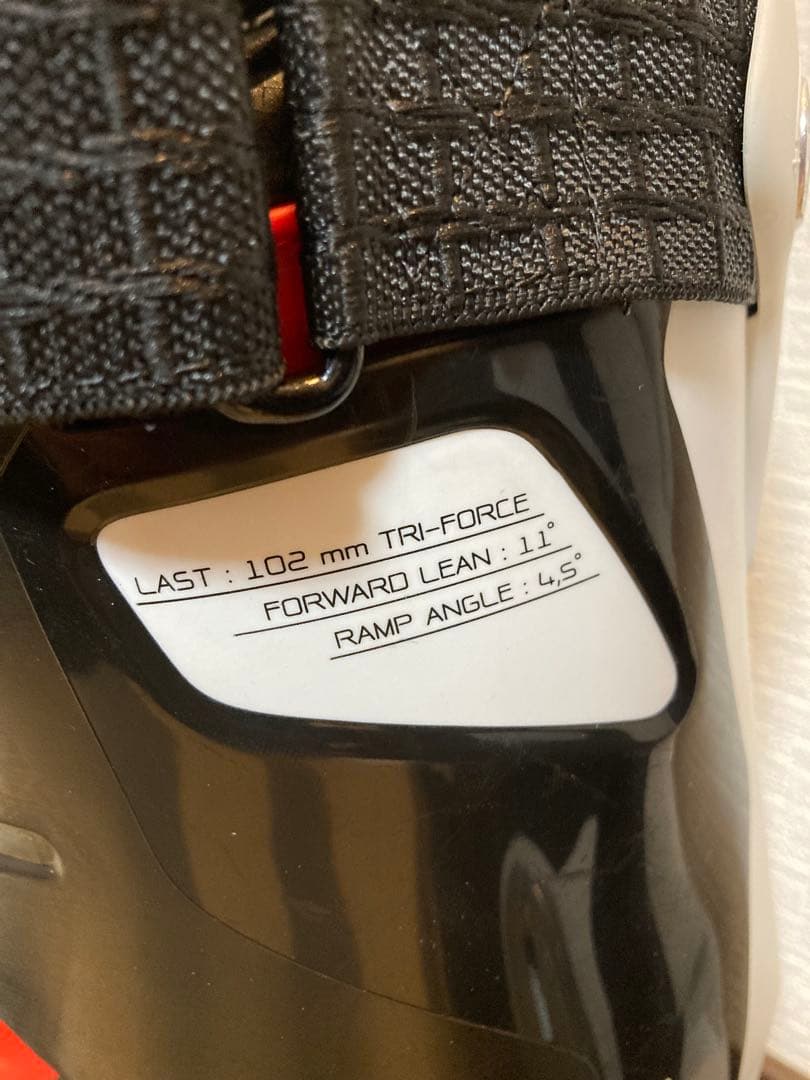 LAST : 102 mm TRI-FORCE
FORWARD LEAN : 11°
RAMP ANGLE : 4,5°